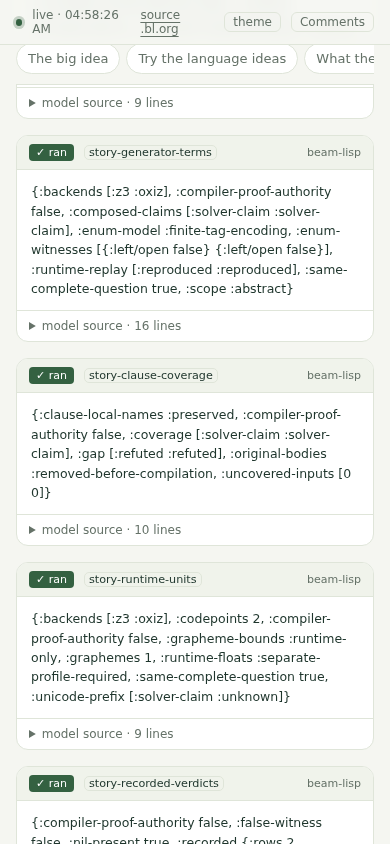 live · 04:58:26 AM
source .bl.org
theme
Comments
The big idea
Try the language ideas
What the
▶ model source · 9 lines
✓ ran story-generator-terms beam-lisp
{:backends [:z3 :oxiz], :compiler-proof-authority
false, :composed-claims [:solver-claim :solver-
claim], :enum-model :finite-tag-encoding, :enum-
witnesses [{:left/open false} {:left/open false}],
:runtime-replay [:reproduced :reproduced], :same-
complete-question true, :scope :abstract}
▶ model source · 16 lines
✓ ran story-clause-coverage beam-lisp
{:clause-local-names :preserved, :compiler-proof-
authority false, :coverage [:solver-claim :solver-
claim], :gap [:refuted :refuted], :original-bodies
:removed-before-compilation, :uncovered-inputs [0
0]}
▶ model source · 10 lines
✓ ran story-runtime-units beam-lisp
{:backends [:z3 :oxiz], :codepoints 2, :compiler-
proof-authority false, :grapheme-bounds :runtime-
only, :graphemes 1, :runtime-floats :separate-
profile-required, :same-complete-question true,
:unicode-prefix [:solver-claim :unknown]}
▶ model source · 9 lines
✓ ran story-recorded-verdicts beam-lisp
{:compiler-proof-authority false, :false-witness
false, :nil-present true, :recorded {:rows 2